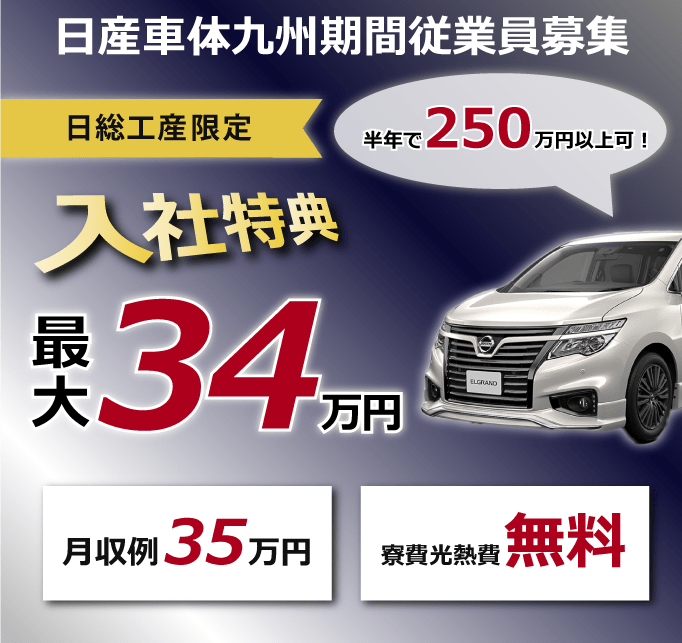 日産車体九州期間従業員募集
日総工産限定
半年で250万円以上可！
入社特典
最大34万円
NISSAN
ELGRAND
月収例35万円
寮費光熱費無料